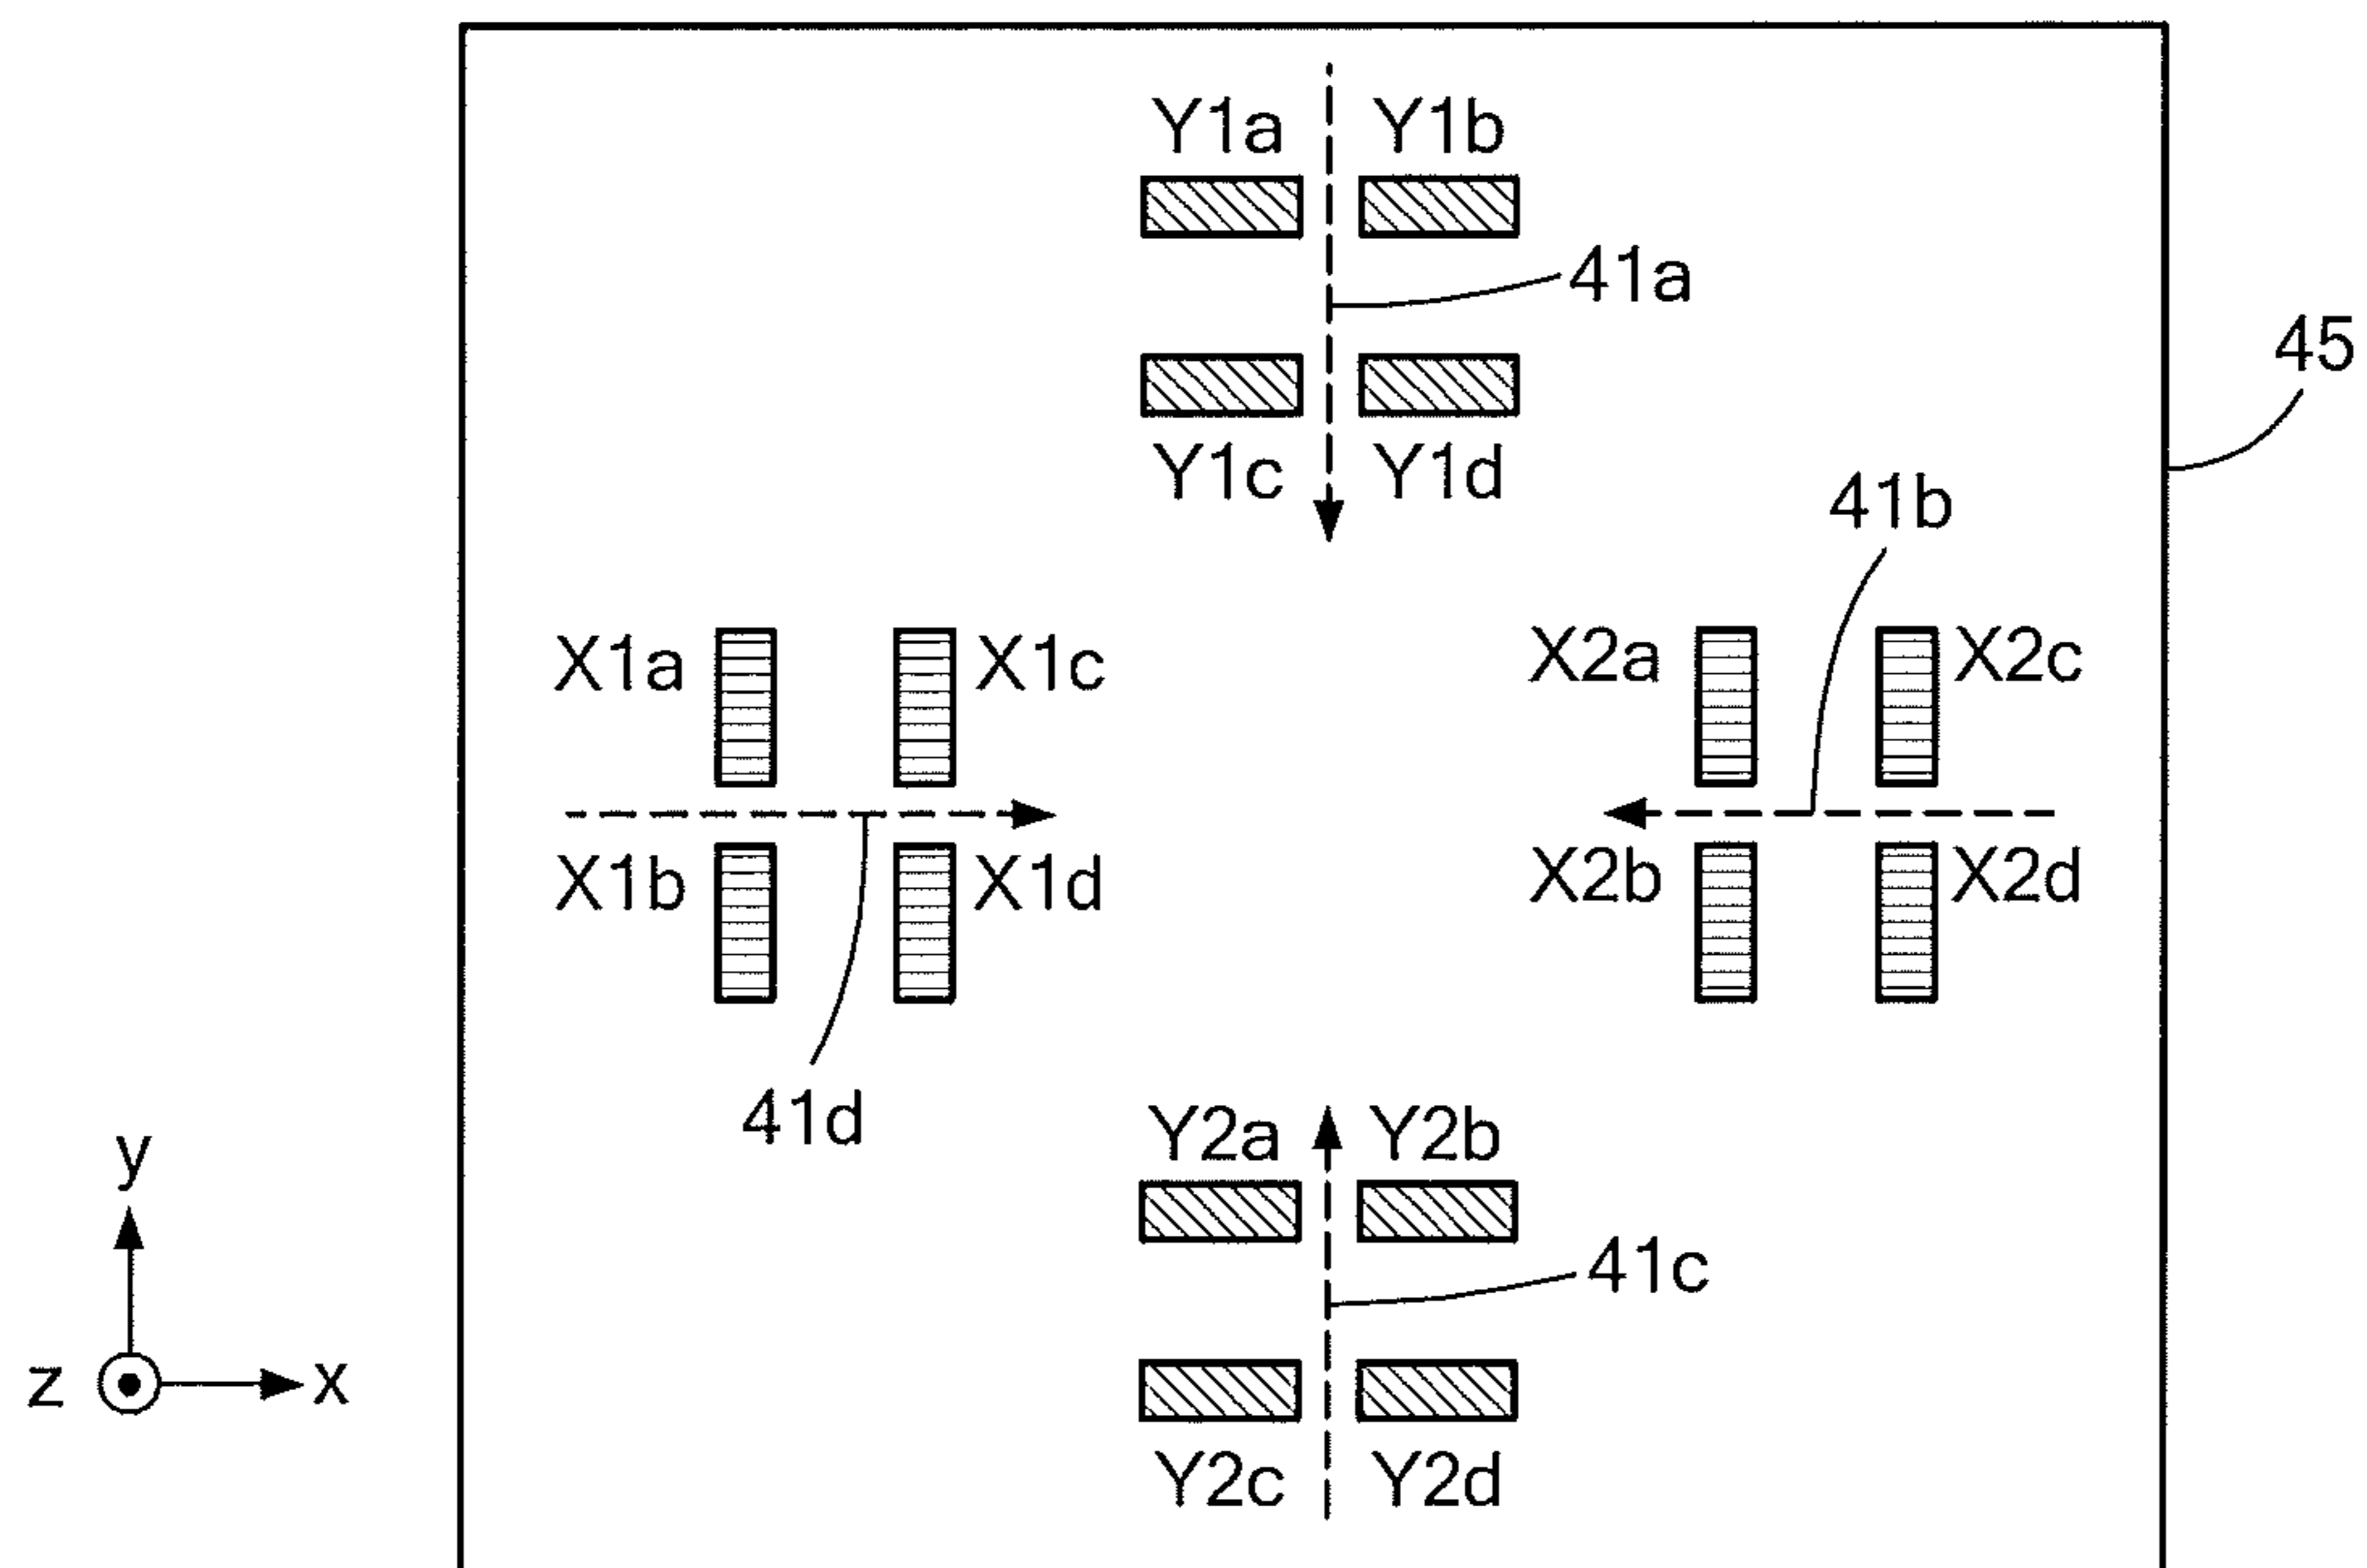 Y1a Y1b
41a
45
Y1c Y1d
41b
X1a X1c X2a X2c
X1b X1d X2b X2d
41d
Y2a Y2b
y
41c
z x
Y2c Y2d